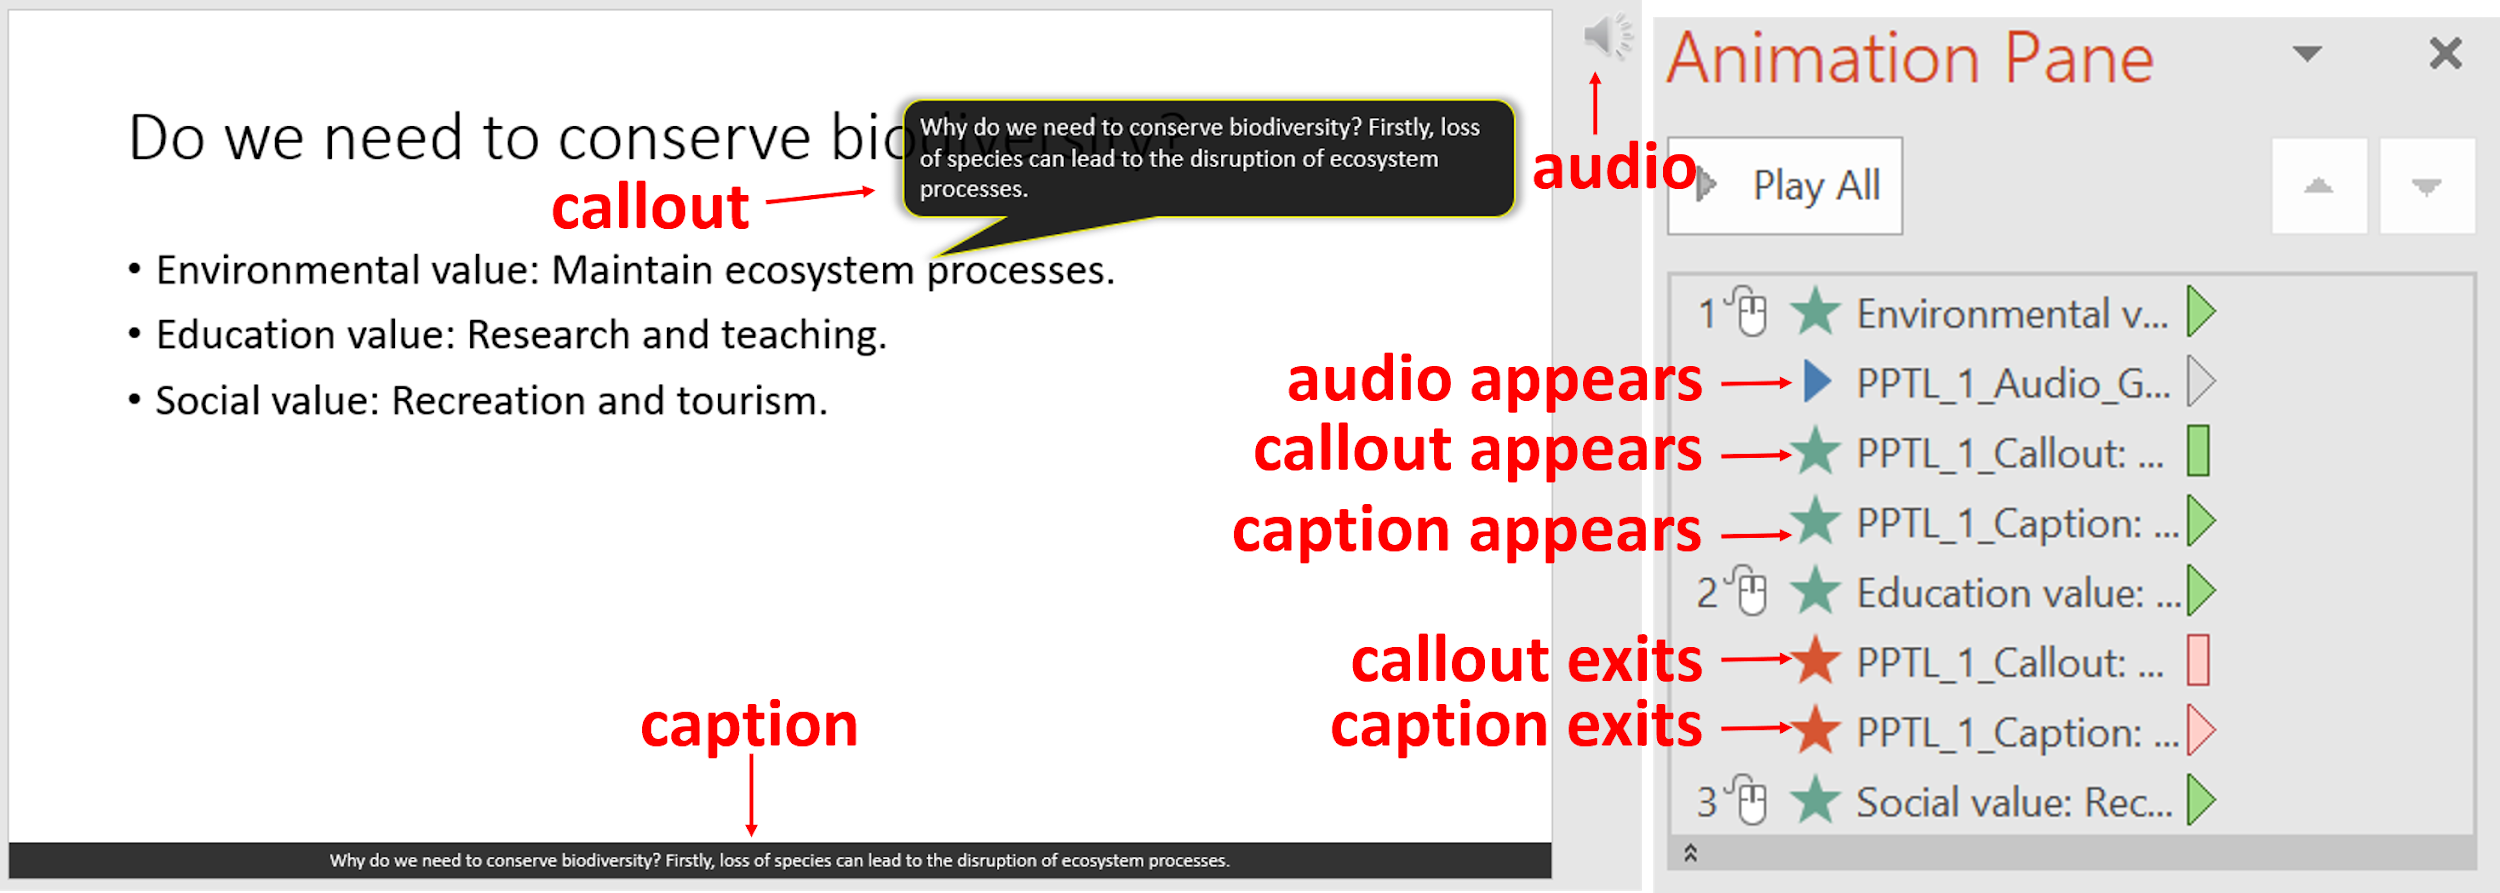 Do we need to conserve biodiversity?
Why do we need to conserve biodiversity? Firstly, loss
of species can lead to the disruption of ecosystem
processes.
callout
audio
• Environmental value: Maintain ecosystem processes.
• Education value: Research and teaching.
• Social value: Recreation and tourism.
caption
Why do we need to conserve biodiversity? Firstly, loss of species can lead to the disruption of ecosystem processes.
Animation Pane
Play All
1 Environmental v...
audio appears
PPTL_1_Audio_G...
callout appears
PPTL_1_Callout: ...
caption appears
PPTL_1_Caption: ...
2 Education value: ...
callout exits
PPTL_1_Callout: ...
caption exits
PPTL_1_Caption: ...
3 Social value: Rec...